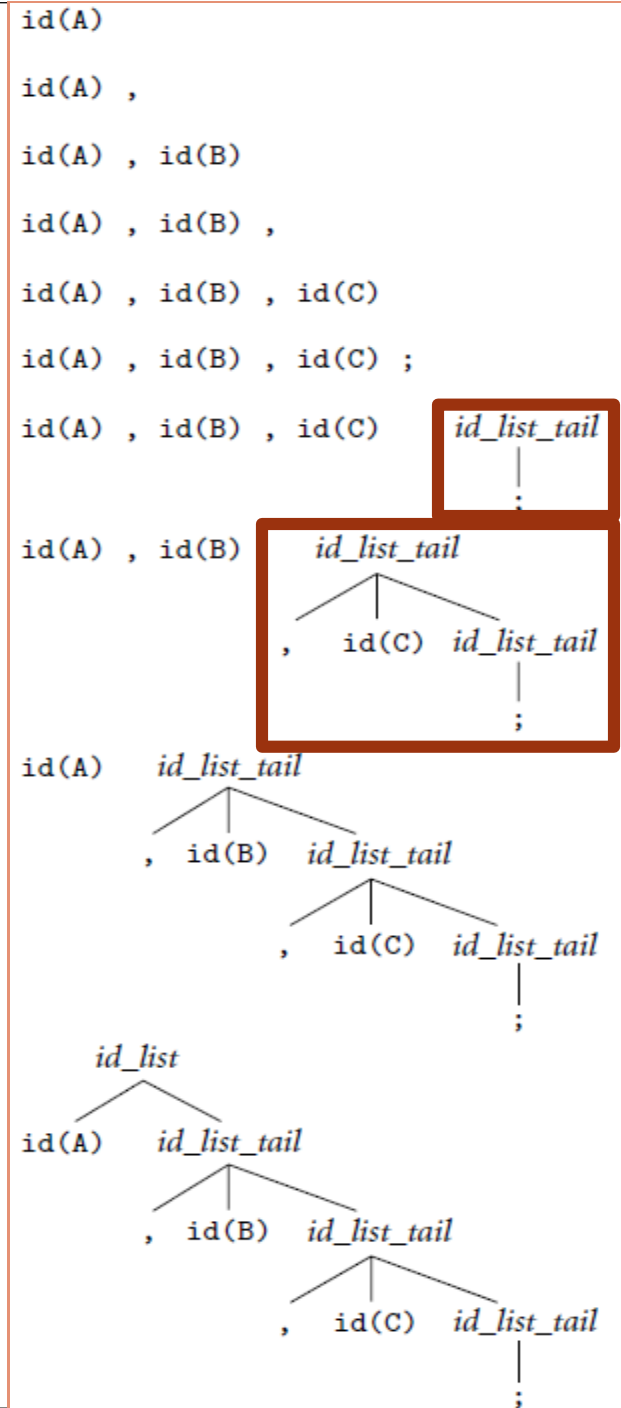 id(A)
id(A) ,
id(A) , id(B)
id(A) , id(B) ,
id(A) , id(B) , id(C)
id(A) , id(B) , id(C) ;
id(A) , id(B) , id(C) id_list_tail
;
id(A) , id(B) id_list_tail
, id(C) id_list_tail
;
id(A) id_list_tail
, id(B) id_list_tail
, id(C) id_list_tail
;
id_list
id(A) id_list_tail
, id(B) id_list_tail
, id(C) id_list_tail
;